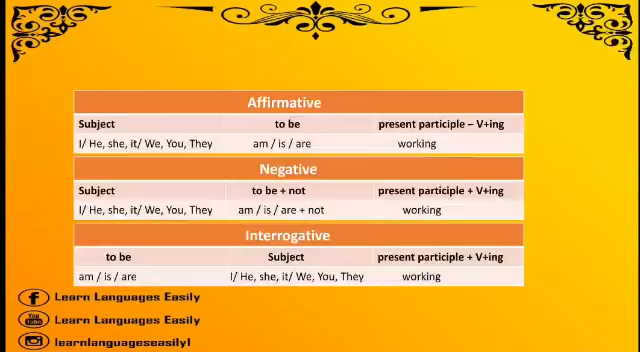 Affirmative
Subject to be present participle – V+ing
I/ He, she, it/ We, You, They am / is / are working
Negative
Subject to be + not present participle + V+ing
I/ He, she, it/ We, You, They am / is / are + not working
Interrogative
to be Subject present participle + V+ing
am / is / are I/ He, she, it/ We, You, They working
f Learn Languages Easily
You Tube Learn Languages Easily
learnlanguageseasily1